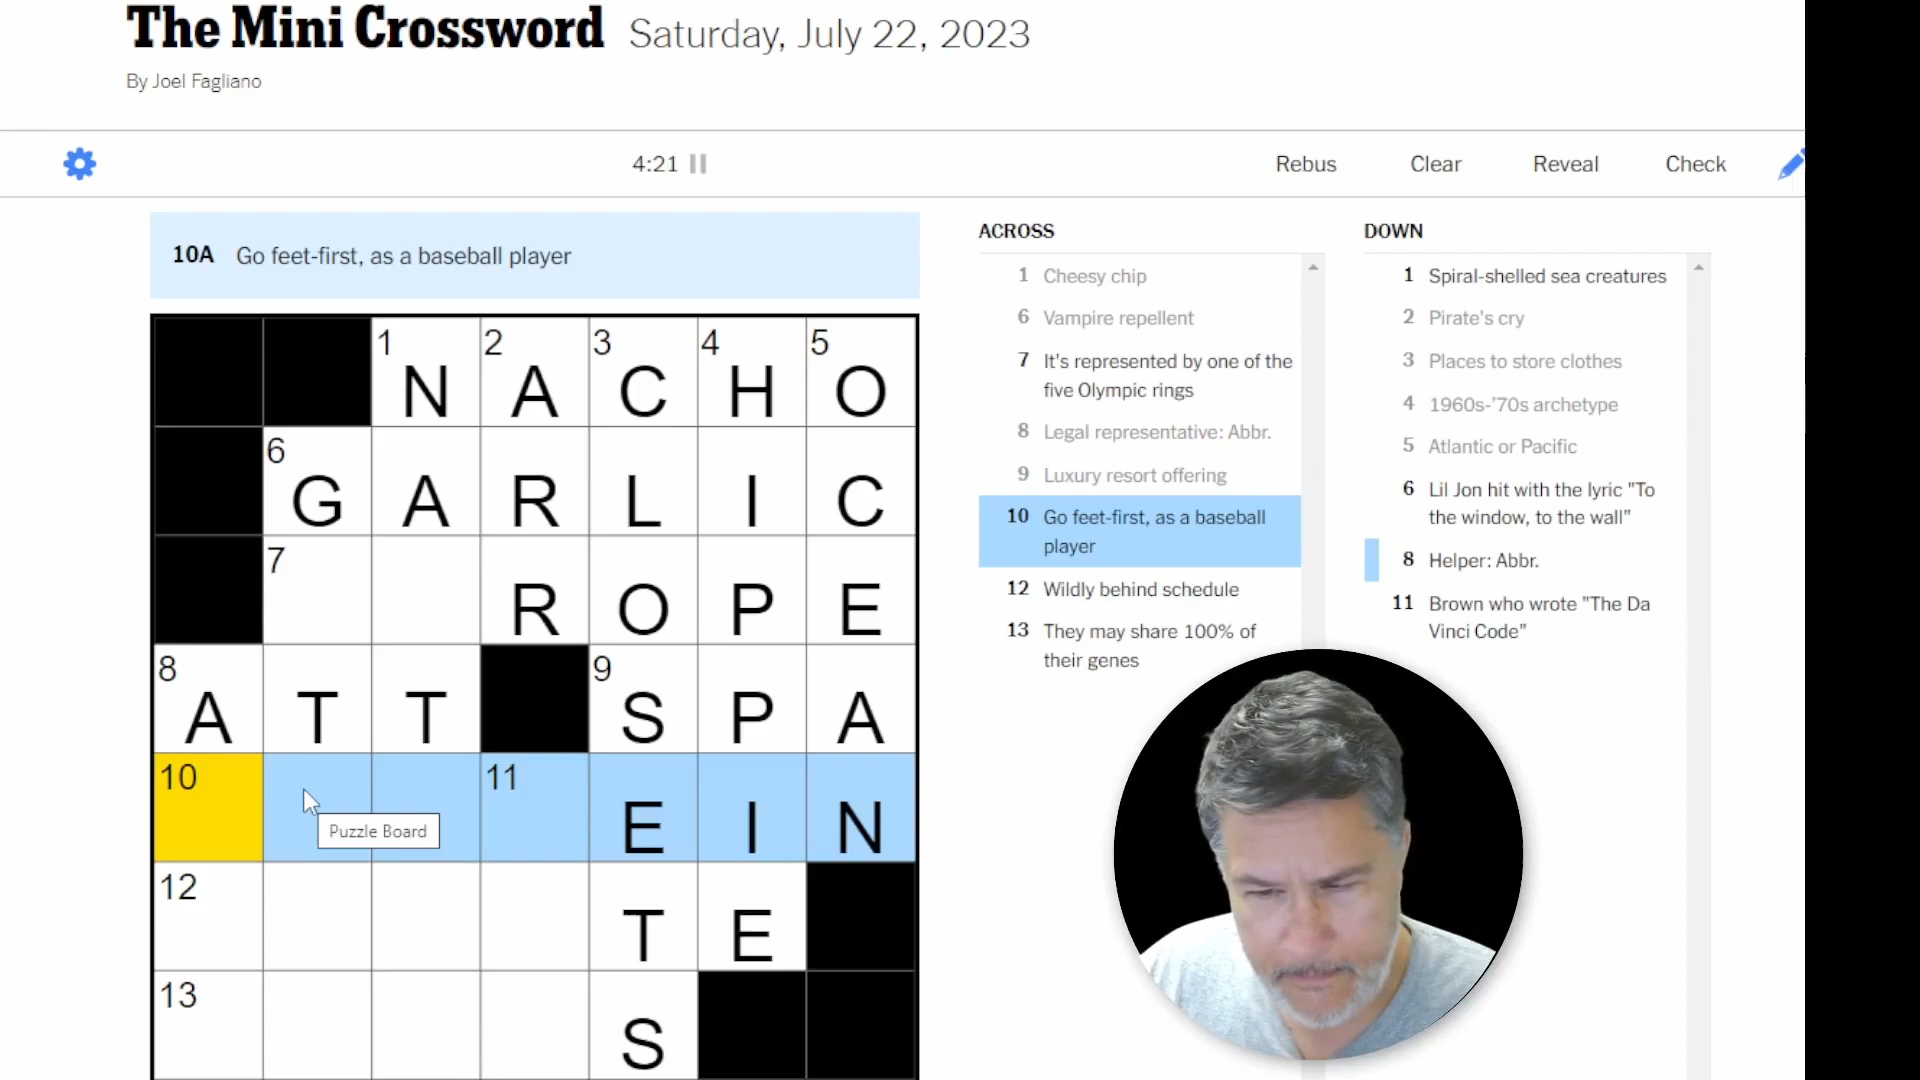 The Mini Crossword Saturday, July 22, 2023
By Joel Fagliano
4:21
Rebus
Clear
Reveal
Check
10A Go feet-first, as a baseball player
1 N 2 A 3 C 4 H 5 O
6 G A R L I C
7 R O P E
8 A T T 9 S P A
10 11 E I N
Puzzle Board
12 T E
13 S
ACROSS
1 Cheesy chip
6 Vampire repellent
7 It's represented by one of the
five Olympic rings
8 Legal representative: Abbr.
9 Luxury resort offering
10 Go feet-first, as a baseball
player
12 Wildly behind schedule
13 They may share 100% of
their genes
DOWN
1 Spiral-shelled sea creatures
2 Pirate's cry
3 Places to store clothes
4 1960s-'70s archetype
5 Atlantic or Pacific
6 Lil Jon hit with the lyric "To
the window, to the wall"
8 Helper: Abbr.
11 Brown who wrote "The Da
Vinci Code"